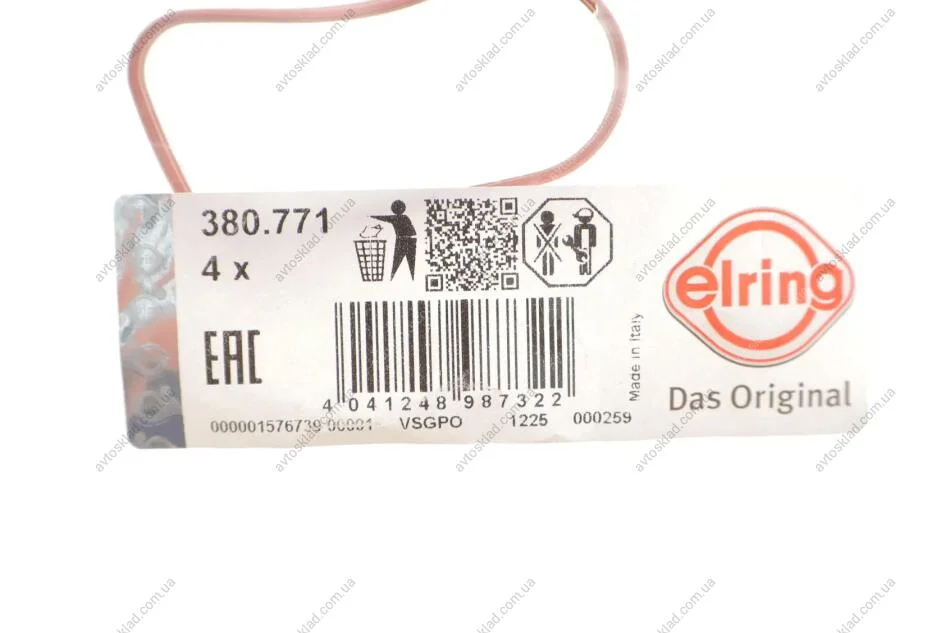 380.771
4 x
EAC
4 041248 987322
000001576739 00001 VSGPO 1225 000259
Made in Italy
elring
Das Original
avtosklad.com.ua